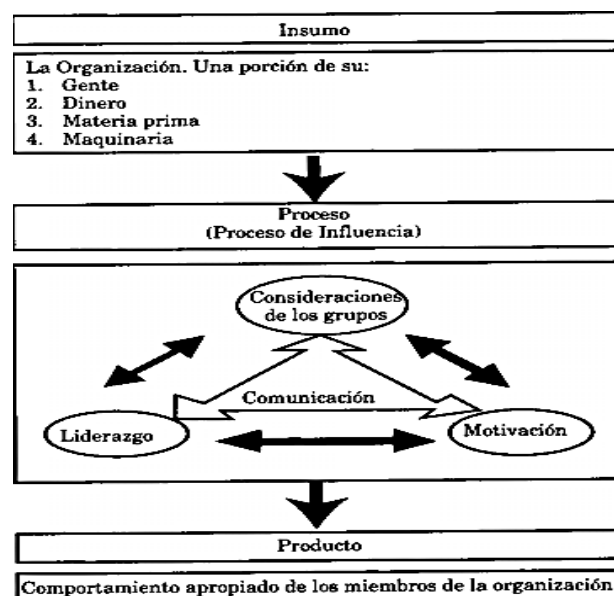 Insumo
La Organización. Una porción de su:
1. Gente
2. Dinero
3. Materia prima
4. Maquinaria
Proceso
(Proceso de Influencia)
Consideraciones
de los grupos
Comunicación
Liderazgo
Motivación
Producto
Comportamiento apropiado de los miembros de la organización